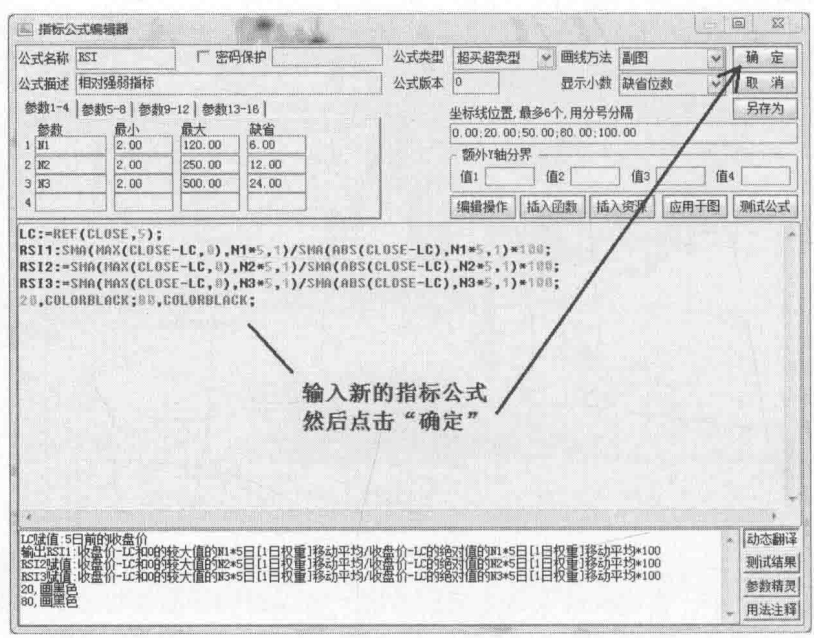 指标公式编辑器
公式名称 RSI 密码保护 公式类型 超买超卖型 画线方法 副图 确 定
公式描述 相对强弱指标 公式版本 0 显示小数 缺省位数 取 消
参数1-4 参数5-8 参数9-12 参数13-16 坐标线位置,最多6个,用分号分隔 另存为
参数 最小 最大 缺省 0.00;20.00;50.00;80.00;100.00
1 N1 2.00 120.00 6.00 额外Y轴分界
2 N2 2.00 250.00 12.00 值1 值2 值3 值4
3 N3 2.00 500.00 24.00
4 编辑操作 插入函数 插入资源 应用于图 测试公式
LC:=REF(CLOSE,5);
RSI1:SMA(MAX(CLOSE-LC,0),N1*5,1)/SMA(ABS(CLOSE-LC),N1*5,1)*100;
RSI2:=SMA(MAX(CLOSE-LC,0),N2*5,1)/SMA(ABS(CLOSE-LC),N2*5,1)*100;
RSI3:=SMA(MAX(CLOSE-LC,0),N3*5,1)/SMA(ABS(CLOSE-LC),N3*5,1)*100;
20,COLORBLACK;80,COLORBLACK;
输入新的指标公式
然后点击“确定”
LC赋值:5日前的收盘价 动态翻译
输出RSI1:收盘价-LC和0的较大值的N1*5日[1日权重]移动平均/收盘价-LC的绝对值的N1*5日[1日权重]移动平均*100
RSI2赋值:收盘价-LC和0的较大值的N2*5日[1日权重]移动平均/收盘价-LC的绝对值的N2*5日[1日权重]移动平均*100 测试结果
RSI3赋值:收盘价-LC和0的较大值的N3*5日[1日权重]移动平均/收盘价-LC的绝对值的N3*5日[1日权重]移动平均*100
20,画黑色 参数精灵
80,画黑色 用法注释